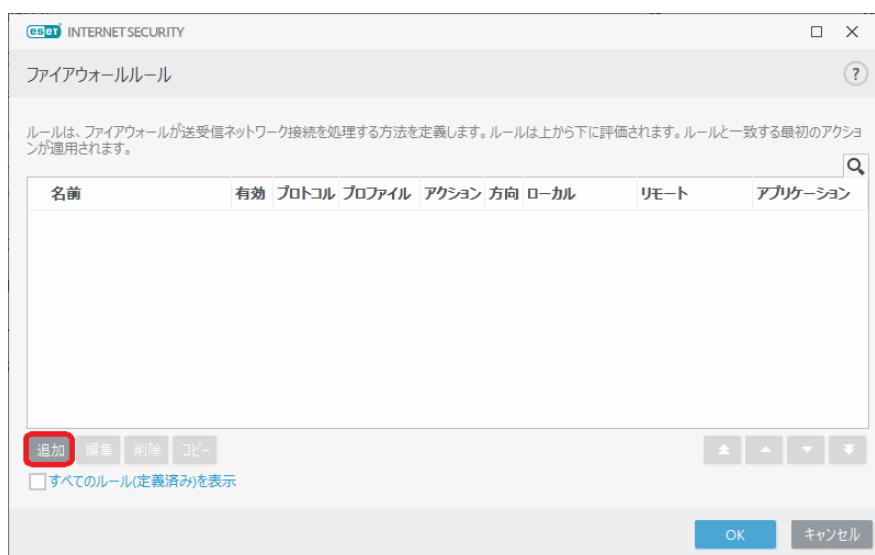 eset INTERNET SECURITY
ファイアウォールルール
?
ルールは、ファイアウォールが送受信ネットワーク接続を処理する方法を定義します。ルールは上から下に評価されます。ルールと一致する最初のアクショ
ンが適用されます。
名前 有効 プロトコル プロファイル アクション 方向 ローカル リモート アプリケーション
追加 編集 削除 コピー
すべてのルール(定義済み)を表示
OK キャンセル